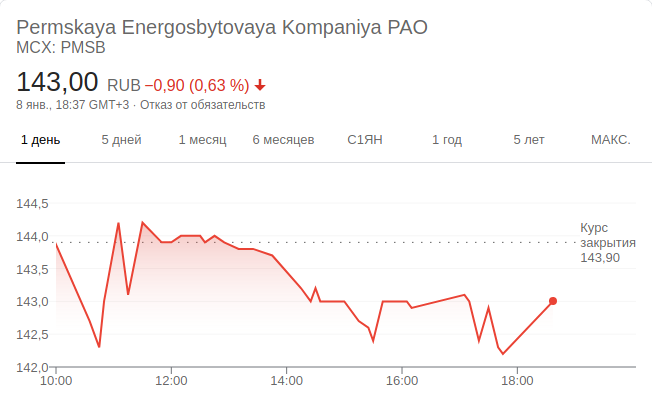 Permskaya Energosbytovaya Kompaniya PAO
MCX: PMSB
143,00 RUB −0,90 (0,63 %)
8 янв., 18:37 GMT+3 · Отказ от обязательств
1 день 5 дней 1 месяц 6 месяцев С1ЯН 1 год 5 лет МАКС.
144,5
144,0
143,5
143,0
142,5
142,0
Курс
закрытия
143,90
10:00 12:00 14:00 16:00 18:00